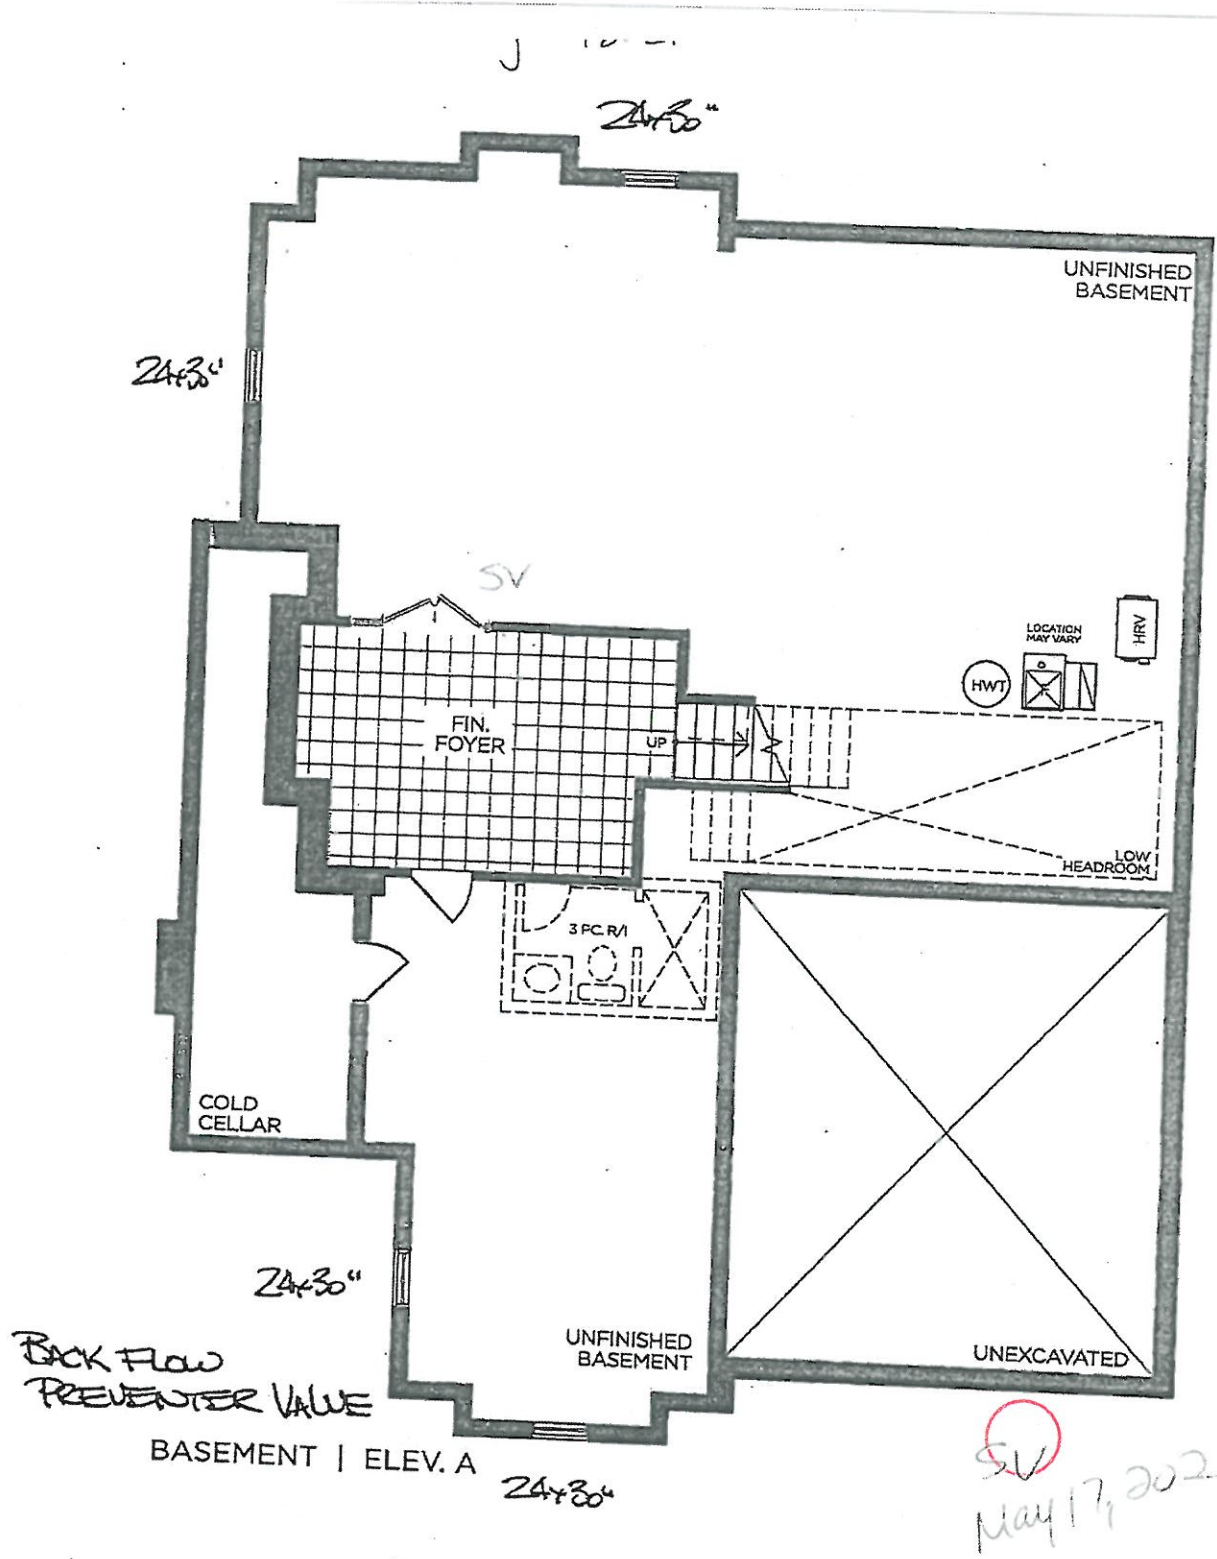 24x30"
UNFINISHED
BASEMENT
24x30"
SV
LOCATION
MAY VARY
HRV
HWT
FIN.
FOYER
UP
LOW
HEADROOM
3 PC. R/I
COLD
CELLAR
24x30"
UNFINISHED
BASEMENT
UNEXCAVATED
BACK FLOW
PREVENTER VALUE
BASEMENT | ELEV. A
24x30"
SV
May 17, 202